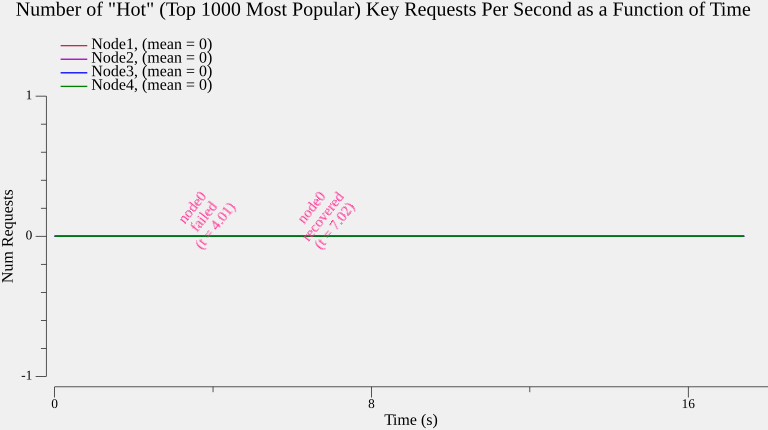 Number of "Hot" (Top 1000 Most Popular) Key Requests Per Second as a Function of Time
Node1, (mean = 0)
Node2, (mean = 0)
Node3, (mean = 0)
Node4, (mean = 0)
1
0
-1
Num Requests
node0
failed
(t = 4.01)
node0
recovered
(t = 7.02)
0
8
16
Time (s)